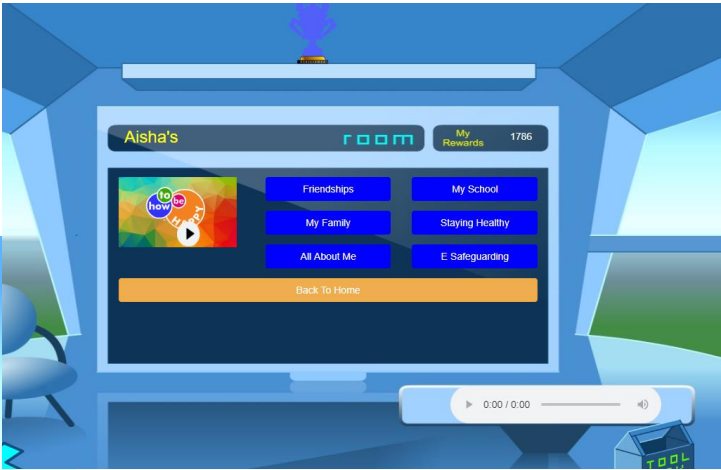 Aisha's
room
My
Rewards
1786
how to be
HAPPY
Friendships
My School
My Family
Staying Healthy
All About Me
E Safeguarding
Back To Home
0:00 / 0:00
TOOL